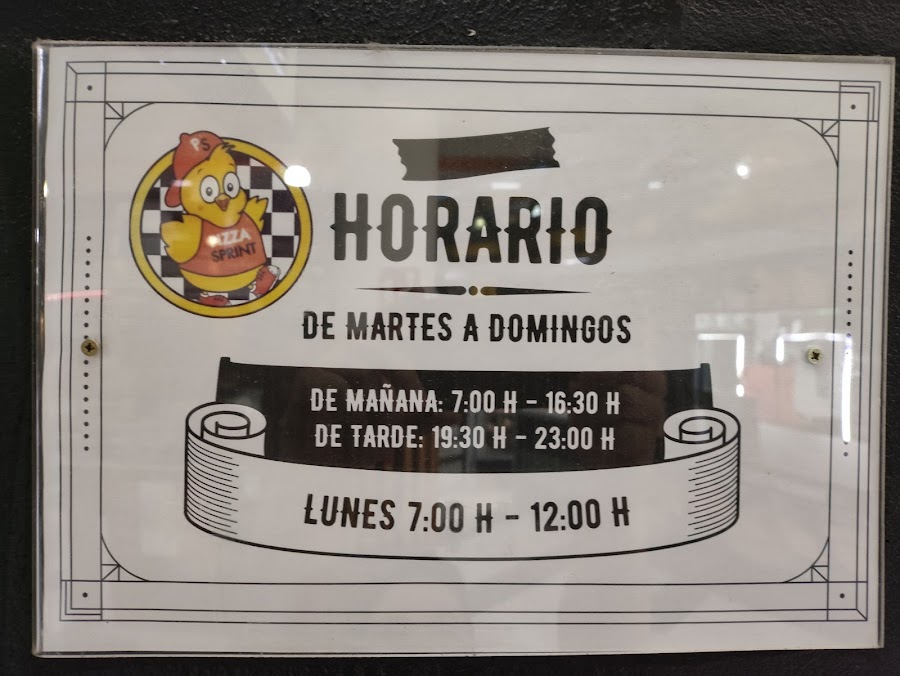 PS
PIZZA
SPRINT
HORARIO
DE MARTES A DOMINGOS
DE MAÑANA: 7:00 H - 16:30 H
DE TARDE: 19:30 H - 23:00 H
LUNES 7:00 H - 12:00 H